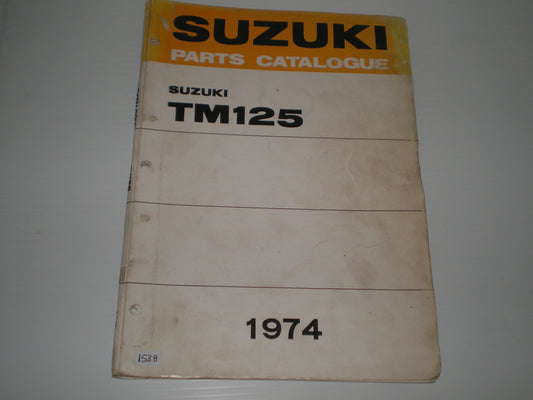 SUZUKI
PARTS CATALOGUE
SUZUKI
TM125
1974
1538